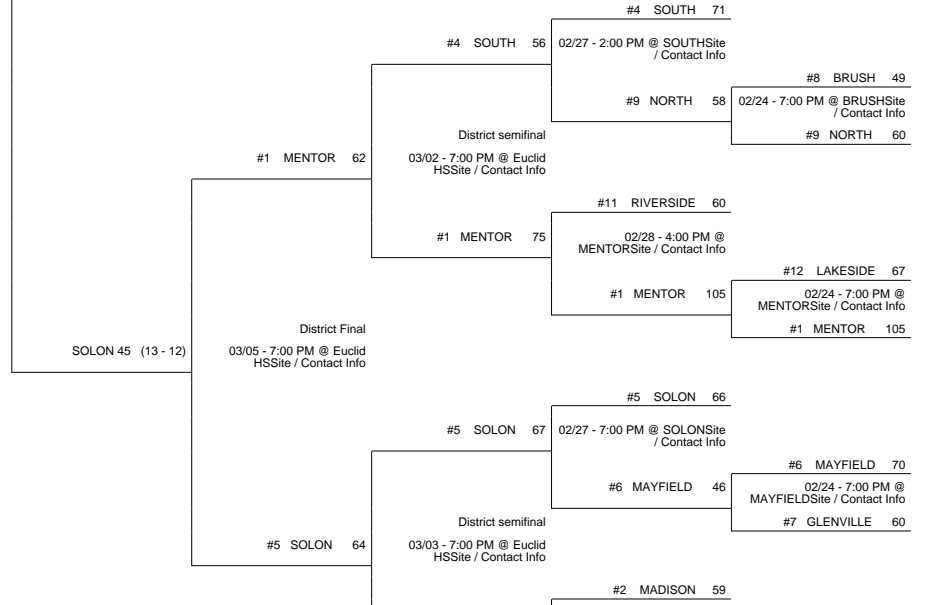 #4 SOUTH 71
#4 SOUTH 56
02/27 - 2:00 PM @ SOUTHSite
/ Contact Info
#8 BRUSH 49
#9 NORTH 58
02/24 - 7:00 PM @ BRUSHSite
/ Contact Info
#9 NORTH 60
District semifinal
#1 MENTOR 62
03/02 - 7:00 PM @ Euclid
HSSite / Contact Info
#11 RIVERSIDE 60
#1 MENTOR 75
02/28 - 4:00 PM @
MENTORSite / Contact Info
#12 LAKESIDE 67
#1 MENTOR 105
02/24 - 7:00 PM @
MENTORSite / Contact Info
#1 MENTOR 105
District Final
SOLON 45 (13 - 12)
03/05 - 7:00 PM @ Euclid
HSSite / Contact Info
#5 SOLON 66
#5 SOLON 67
02/27 - 7:00 PM @ SOLONSite
/ Contact Info
#6 MAYFIELD 70
#6 MAYFIELD 46
02/24 - 7:00 PM @
MAYFIELDSite / Contact Info
#7 GLENVILLE 60
District semifinal
#5 SOLON 64
03/03 - 7:00 PM @ Euclid
HSSite / Contact Info
#2 MADISON 59